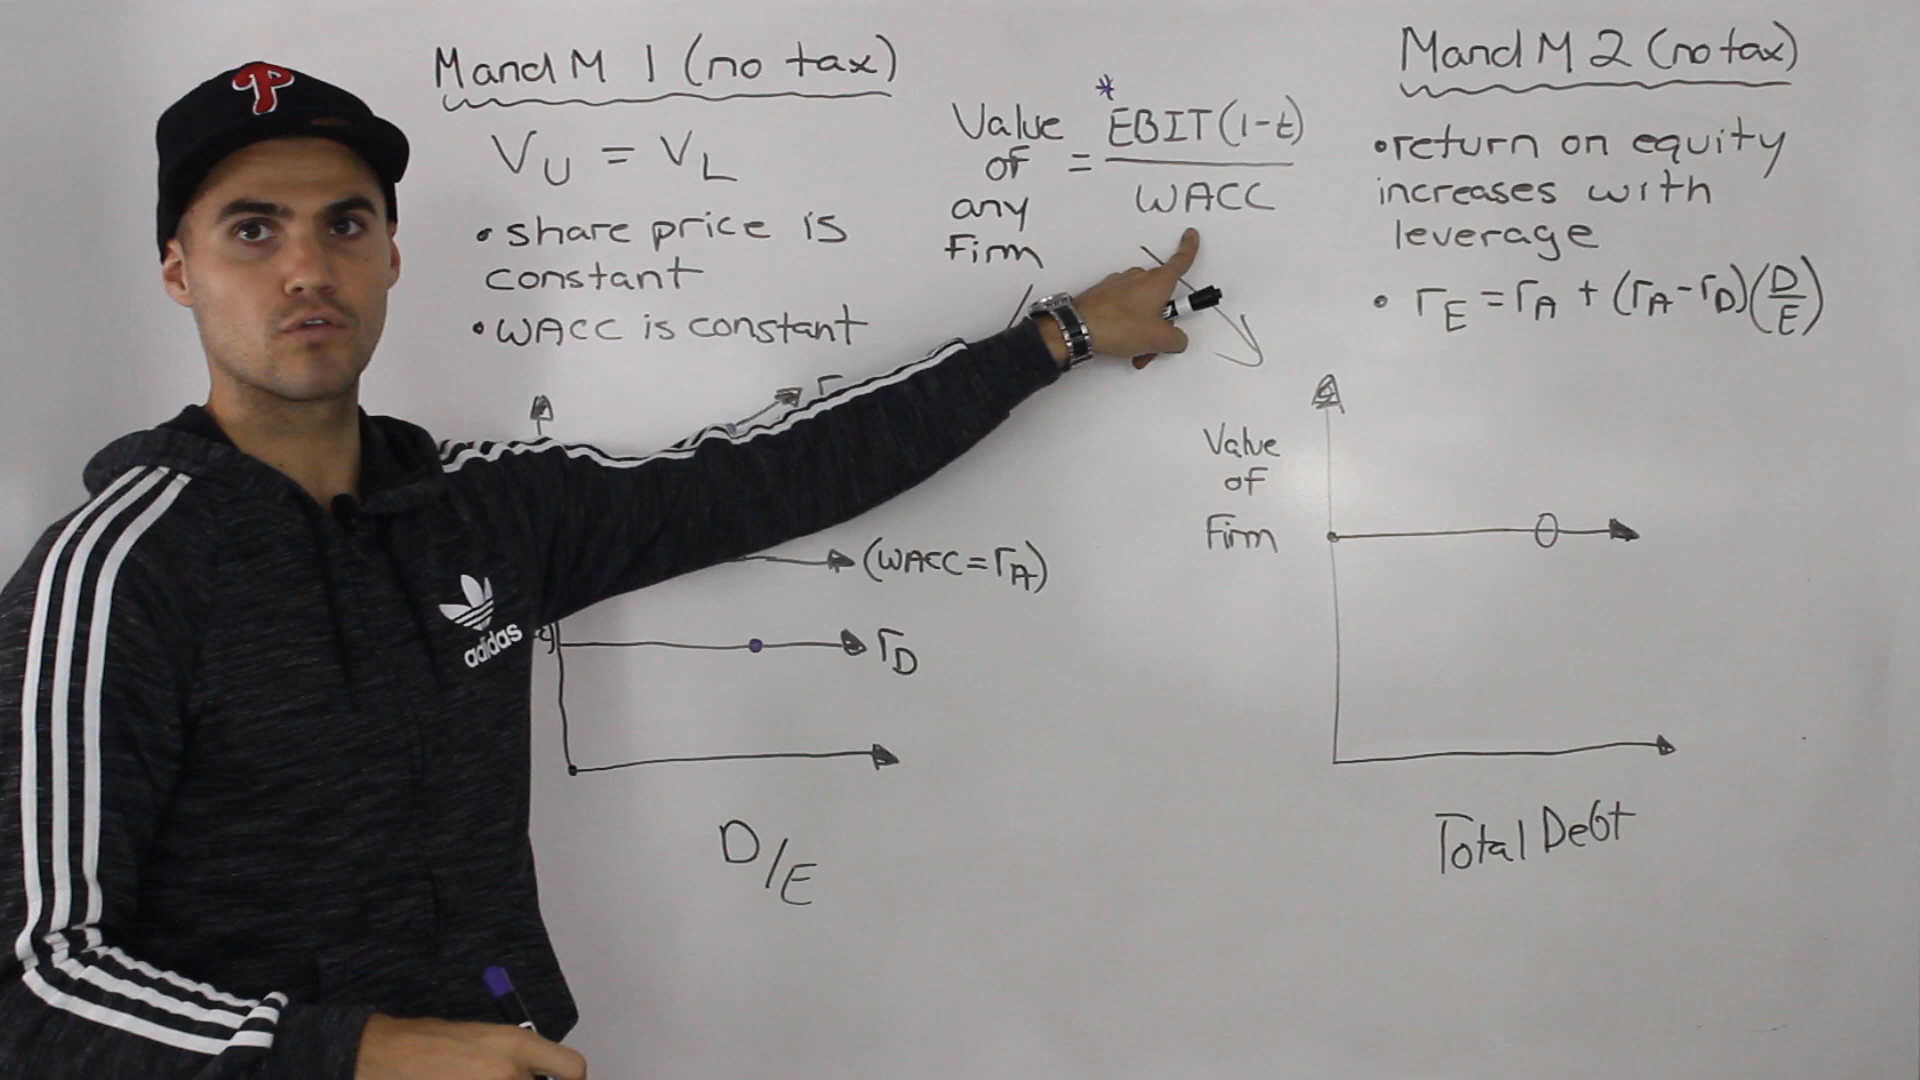 M and M 1 (no tax)
V_U = V_L
• share price is
constant
• WACC is constant
Value
of
any
Firm
=
* EBIT(1-t)
WACC
M and M 2 (no tax)
• return on equity
increases with
leverage
• r_E = r_A + (r_A - r_D)(D/E)
r
(WACC = r_A)
r_D
D/E
Value
of
Firm
Total Debt
P
adidas